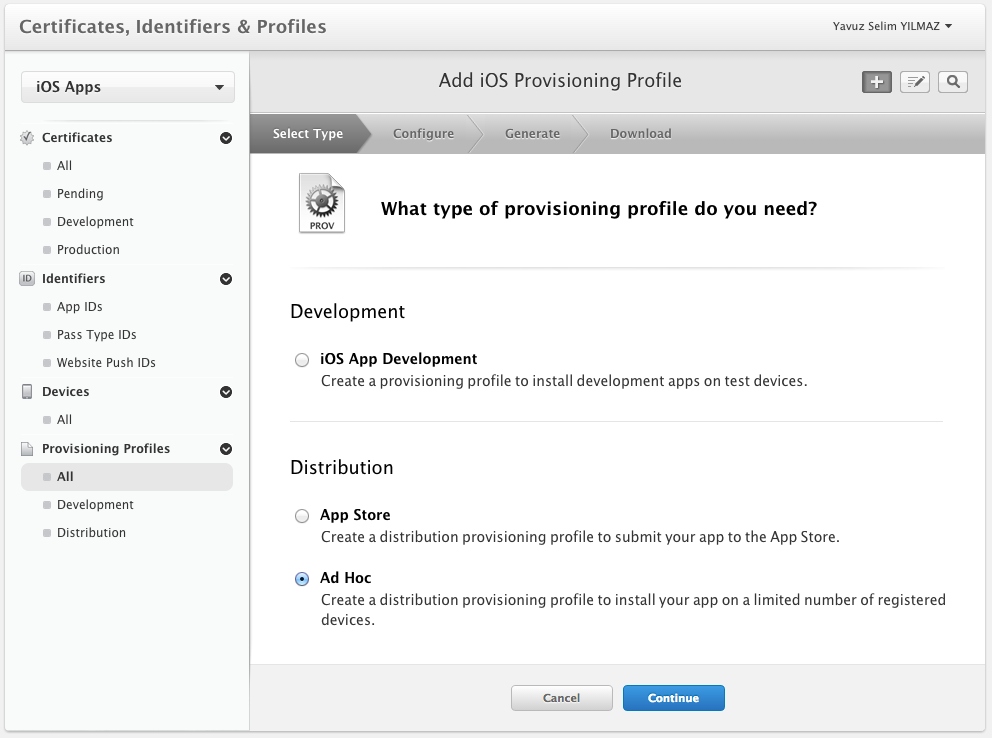 Certificates, Identifiers & Profiles
Yavuz Selim YILMAZ
iOS Apps
Certificates
All
Pending
Development
Production
ID
Identifiers
App IDs
Pass Type IDs
Website Push IDs
Devices
All
Provisioning Profiles
All
Development
Distribution
Add iOS Provisioning Profile
Select Type
Configure
Generate
Download
PROV
What type of provisioning profile do you need?
Development
iOS App Development
Create a provisioning profile to install development apps on test devices.
Distribution
App Store
Create a distribution provisioning profile to submit your app to the App Store.
Ad Hoc
Create a distribution provisioning profile to install your app on a limited number of registered
devices.
Cancel
Continue